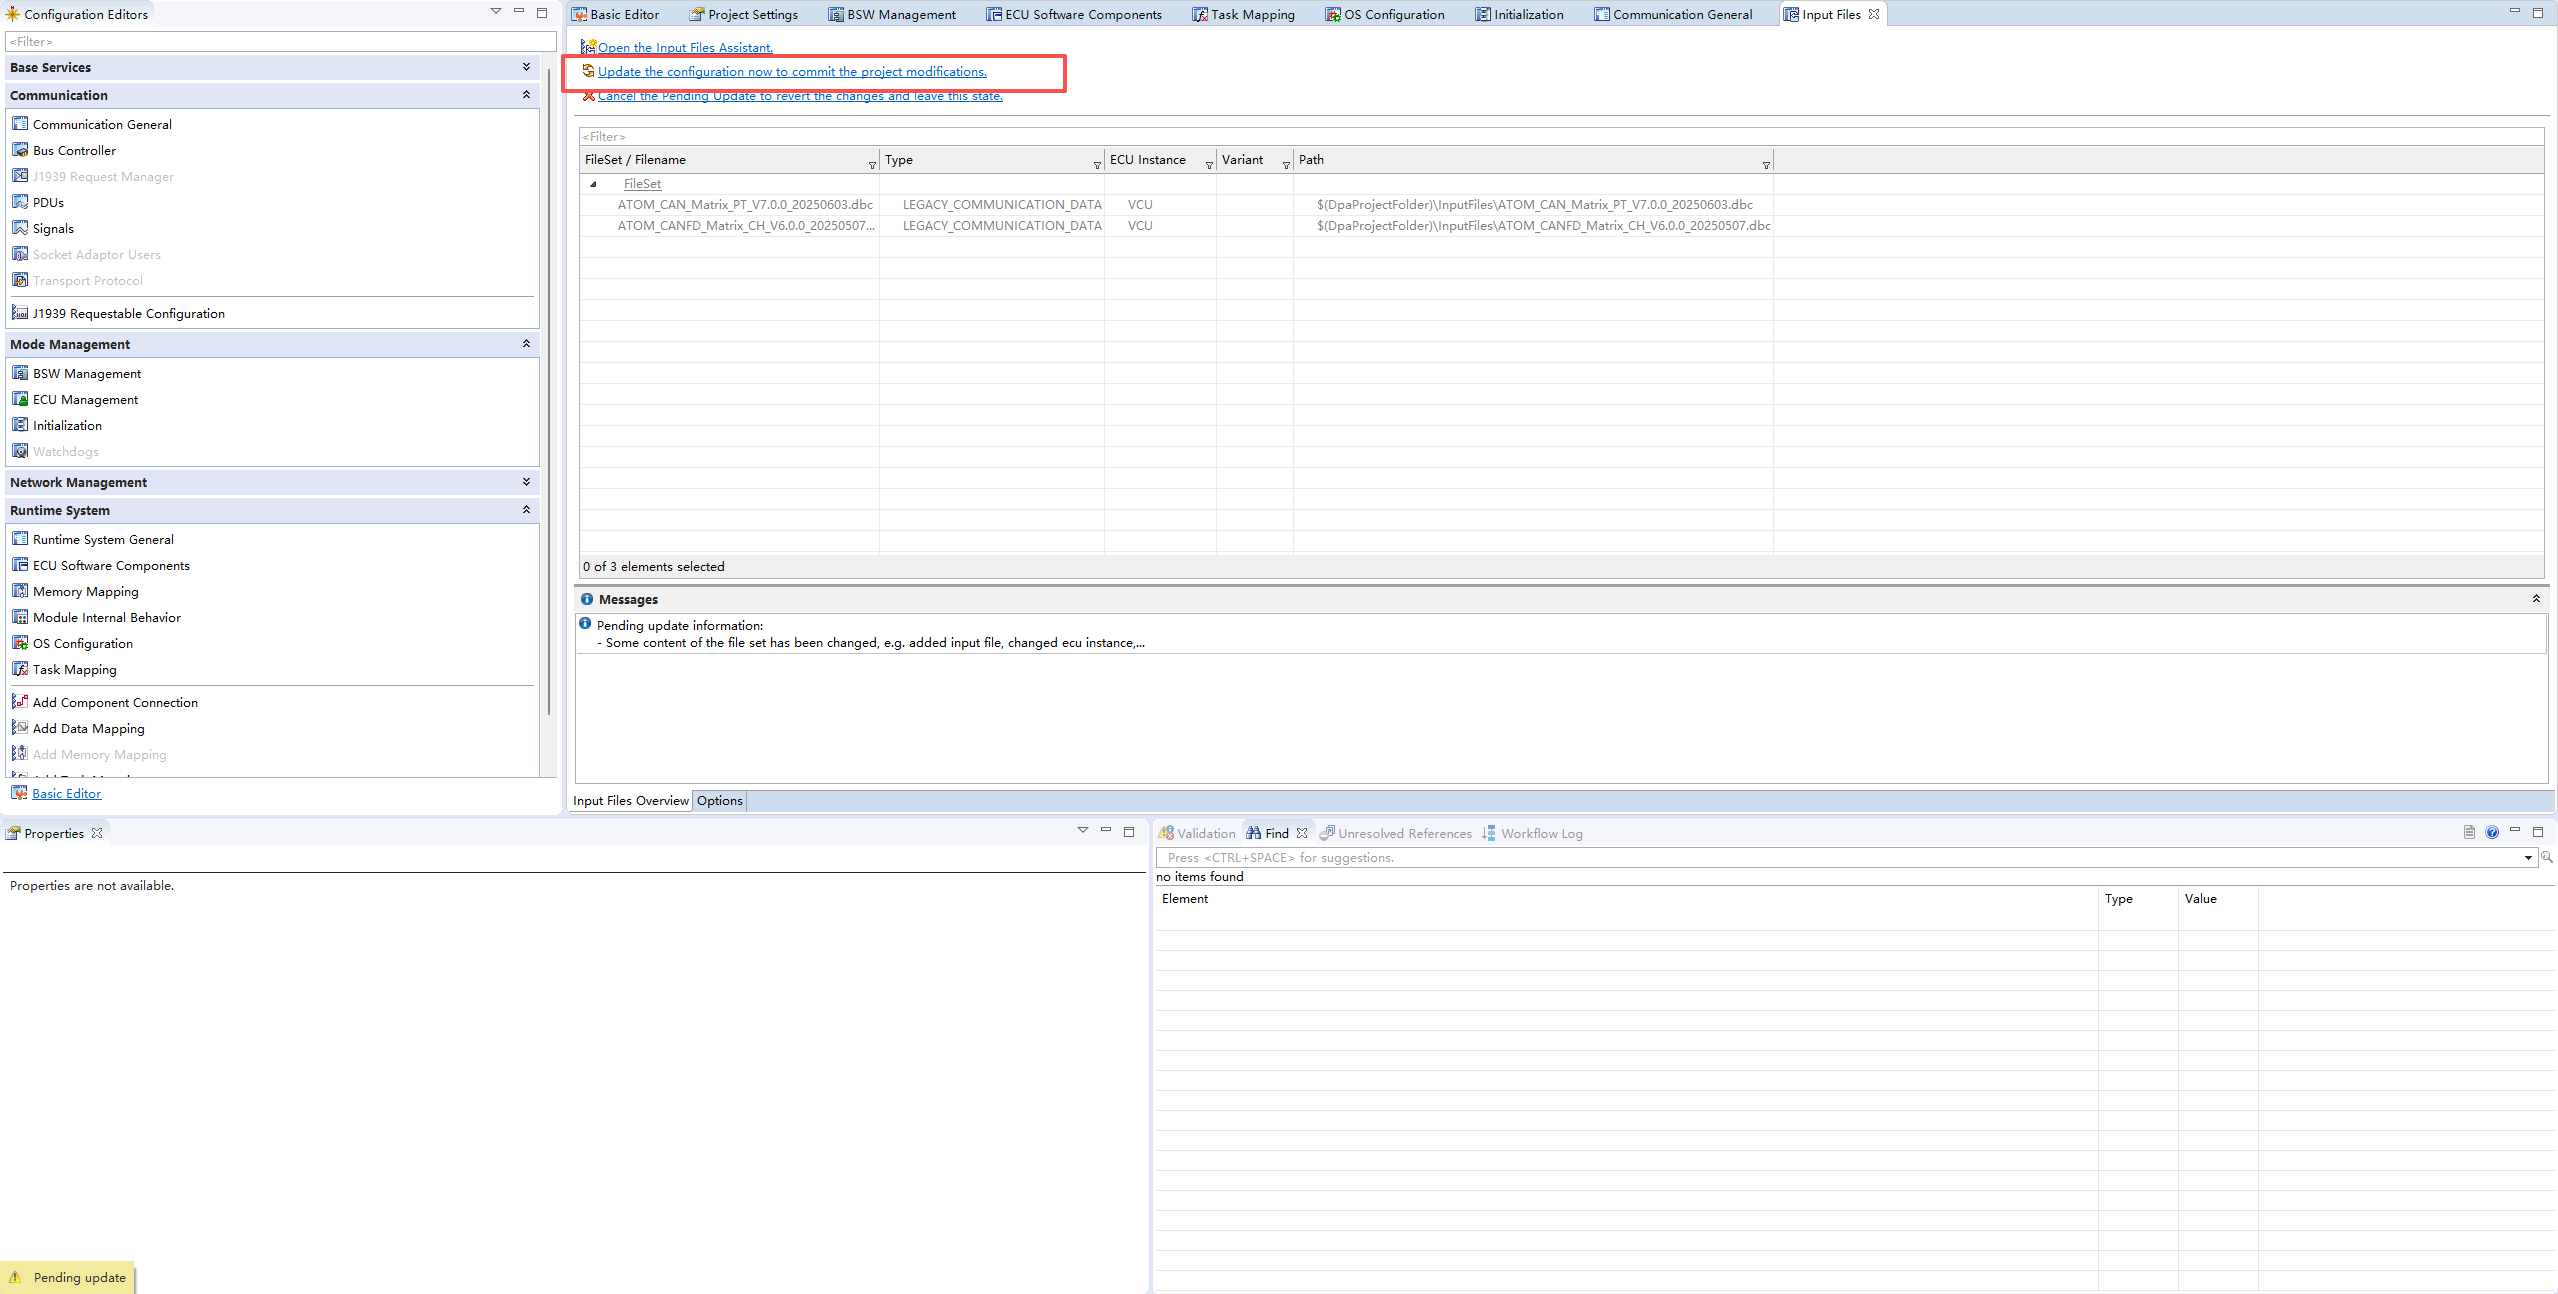 Configuration Editors
<Filter>
Base Services
Communication
Communication General
Bus Controller
J1939 Request Manager
PDUs
Signals
Socket Adaptor Users
Transport Protocol
J1939 Requestable Configuration
Mode Management
BSW Management
ECU Management
Initialization
Watchdogs
Network Management
Runtime System
Runtime System General
ECU Software Components
Memory Mapping
Module Internal Behavior
OS Configuration
Task Mapping
Add Component Connection
Add Data Mapping
Add Memory Mapping
Basic Editor
Basic Editor Project Settings BSW Management ECU Software Components Task Mapping OS Configuration Initialization Communication General Input Files
Open the Input Files Assistant.
Update the configuration now to commit the project modifications.
Cancel the Pending Update to revert the changes and leave this state.
<Filter>
FileSet / Filename Type ECU Instance Variant Path
FileSet
ATOM_CAN_Matrix_PT_V7.0.0_20250603.dbc LEGACY_COMMUNICATION_DATA VCU $(DpaProjectFolder)\InputFiles\ATOM_CAN_Matrix_PT_V7.0.0_20250603.dbc
ATOM_CANFD_Matrix_CH_V6.0.0_20250507... LEGACY_COMMUNICATION_DATA VCU $(DpaProjectFolder)\InputFiles\ATOM_CANFD_Matrix_CH_V6.0.0_20250507.dbc
0 of 3 elements selected
Messages
Pending update information:
- Some content of the file set has been changed, e.g. added input file, changed ecu instance,...
Input Files Overview Options
Properties
Properties are not available.
Validation Find Unresolved References Workflow Log
Press <CTRL+SPACE> for suggestions.
no items found
Element Type Value
Pending update